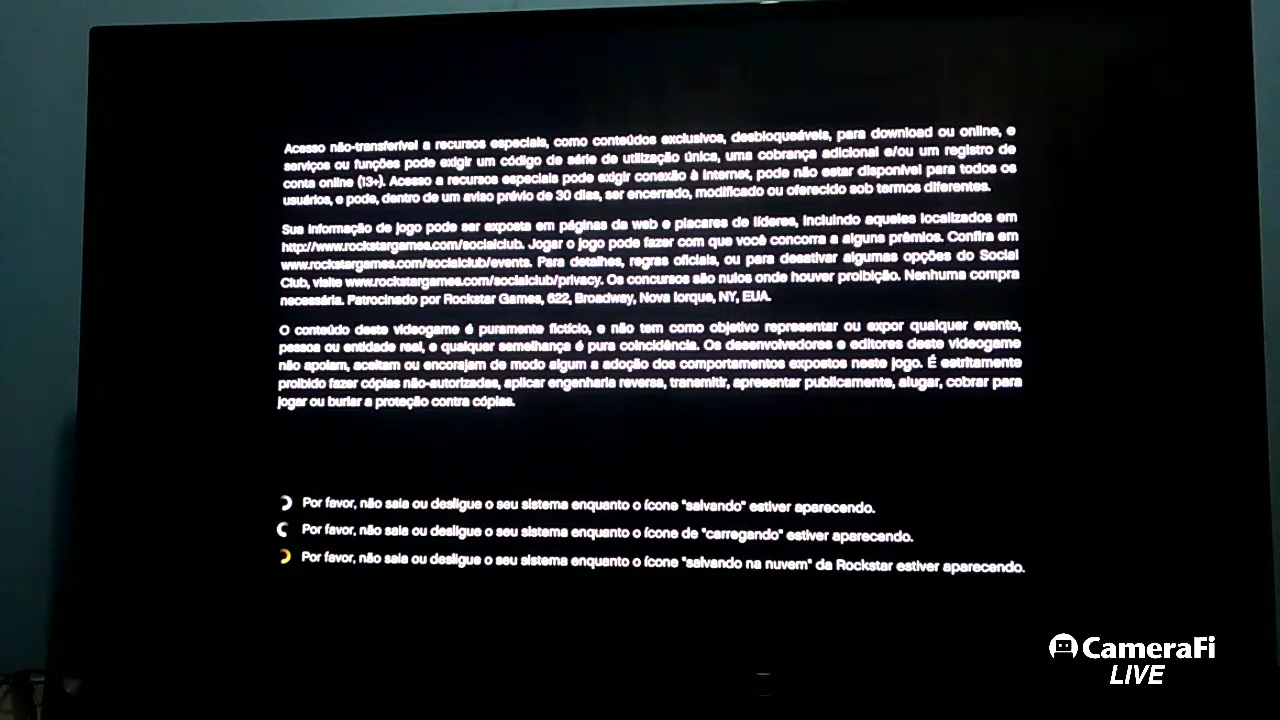 Acesso não-transferível a recursos especiais, como conteúdos exclusivos, desbloqueáveis, para download ou online, e
serviços ou funções pode exigir um código de série de utilização única, uma cobrança adicional e/ou um registro de
conta online (13+). Acesso a recursos especiais pode exigir conexão à Internet, pode não estar disponível para todos os
usuários, e pode, dentro de um aviso prévio de 30 dias, ser encerrado, modificado ou oferecido sob termos diferentes.
Sua informação de jogo pode ser exposta em páginas da web e placares de líderes, incluindo aqueles localizados em
http://www.rockstargames.com/socialclub. Jogar o jogo pode fazer com que você concorra a alguns prêmios. Confira em
www.rockstargames.com/socialclub/events. Para detalhes, regras oficiais, ou para desativar algumas opções do Social
Club, visite www.rockstargames.com/socialclub/privacy. Os concursos são nulos onde houver proibição. Nenhuma compra
necessária. Patrocinado por Rockstar Games, 622, Broadway, Nova Iorque, NY, EUA.
O conteúdo deste videogame é puramente fictício, e não tem como objetivo representar ou expor qualquer evento,
pessoa ou entidade real, e qualquer semelhança é pura coincidência. Os desenvolvedores e editores deste videogame
não apoiam, aceitam ou encorajam de modo algum a adoção dos comportamentos expostos neste jogo. É estritamente
proibido fazer cópias não-autorizadas, aplicar engenharia reversa, transmitir, apresentar publicamente, alugar, cobrar para
jogar ou burlar a proteção contra cópias.
Por favor, não saia ou desligue o seu sistema enquanto o ícone "salvando" estiver aparecendo.
Por favor, não saia ou desligue o seu sistema enquanto o ícone de "carregando" estiver aparecendo.
Por favor, não saia ou desligue o seu sistema enquanto o ícone "salvando na nuvem" da Rockstar estiver aparecendo.
CameraFi
LIVE